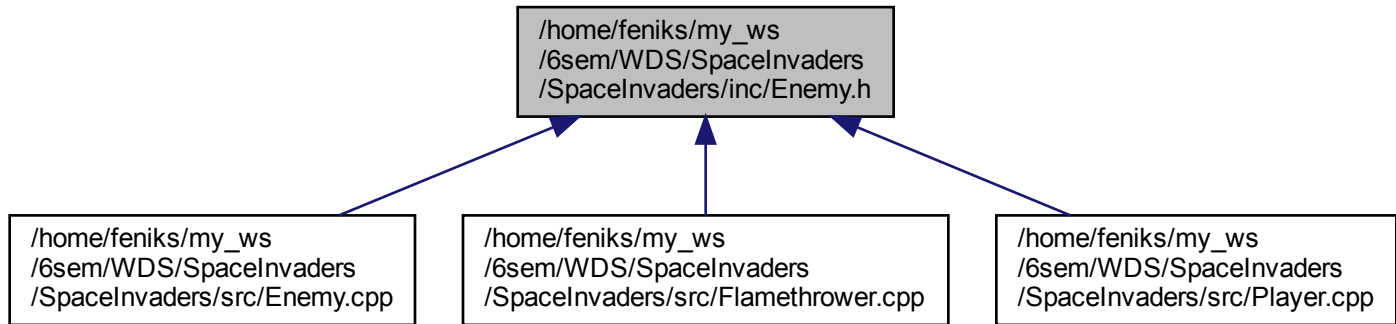 /home/feniks/my_ws
/6sem/WDS/SpaceInvaders
/SpaceInvaders/inc/Enemy.h
/home/feniks/my_ws
/6sem/WDS/SpaceInvaders
/SpaceInvaders/src/Enemy.cpp
/home/feniks/my_ws
/6sem/WDS/SpaceInvaders
/SpaceInvaders/src/Flamethrower.cpp
/home/feniks/my_ws
/6sem/WDS/SpaceInvaders
/SpaceInvaders/src/Player.cpp